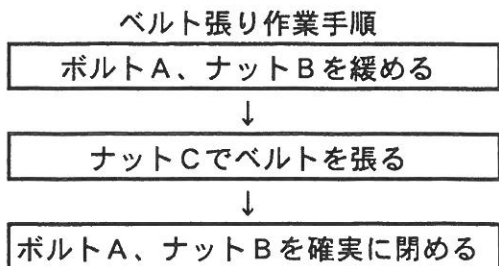 ベルト張り作業手順
ボルトA、ナットBを緩める
↓
ナットCでベルトを張る
↓
ボルトA、ナットBを確実に閉める